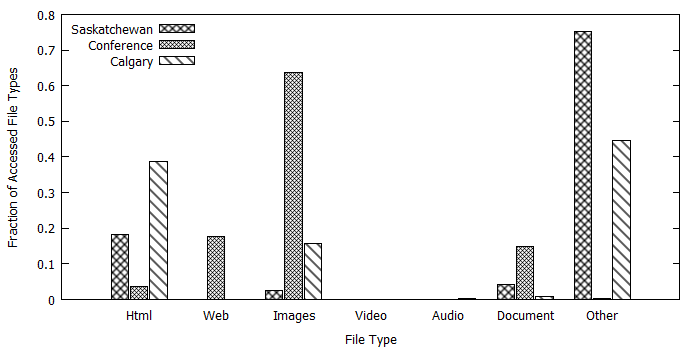 0.8
0.7
0.6
0.5
0.4
0.3
0.2
0.1
0
Fraction of Accessed File Types
Saskatchewan
Conference
Calgary
Html Web Images Video Audio Document Other
File Type